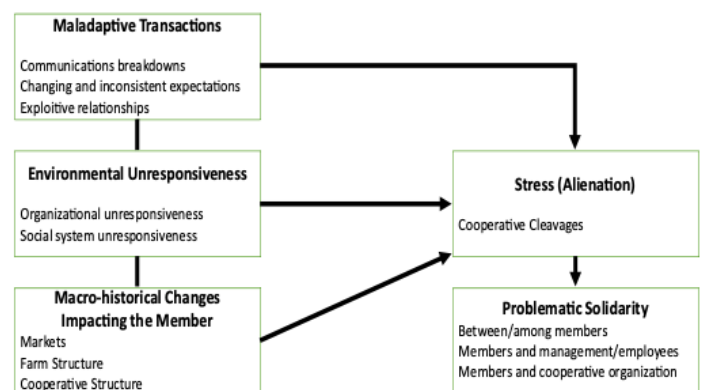 Maladaptive Transactions
Communications breakdowns
Changing and inconsistent expectations
Exploitive relationships
Environmental Unresponsiveness
Organizational unresponsiveness
Social system unresponsiveness
Macro-historical Changes
Impacting the Member
Markets
Farm Structure
Cooperative Structure
Stress (Alienation)
Cooperative Cleavages
Problematic Solidarity
Between/among members
Members and management/employees
Members and cooperative organization